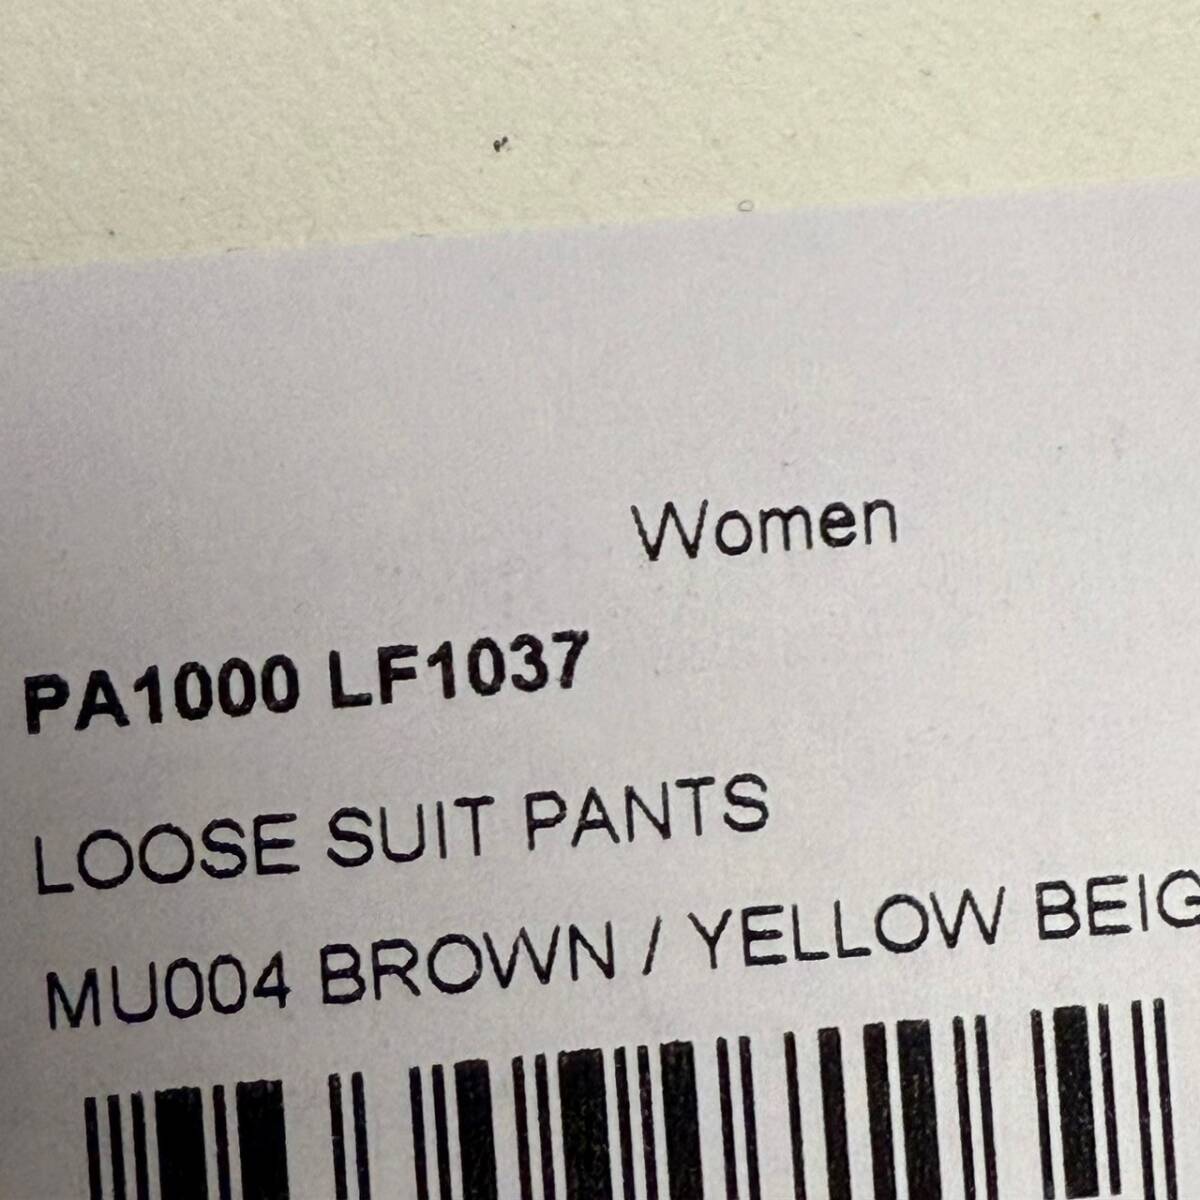 Women
PA1000 LF1037
LOOSE SUIT PANTS
MU004 BROWN / YELLOW BEIG